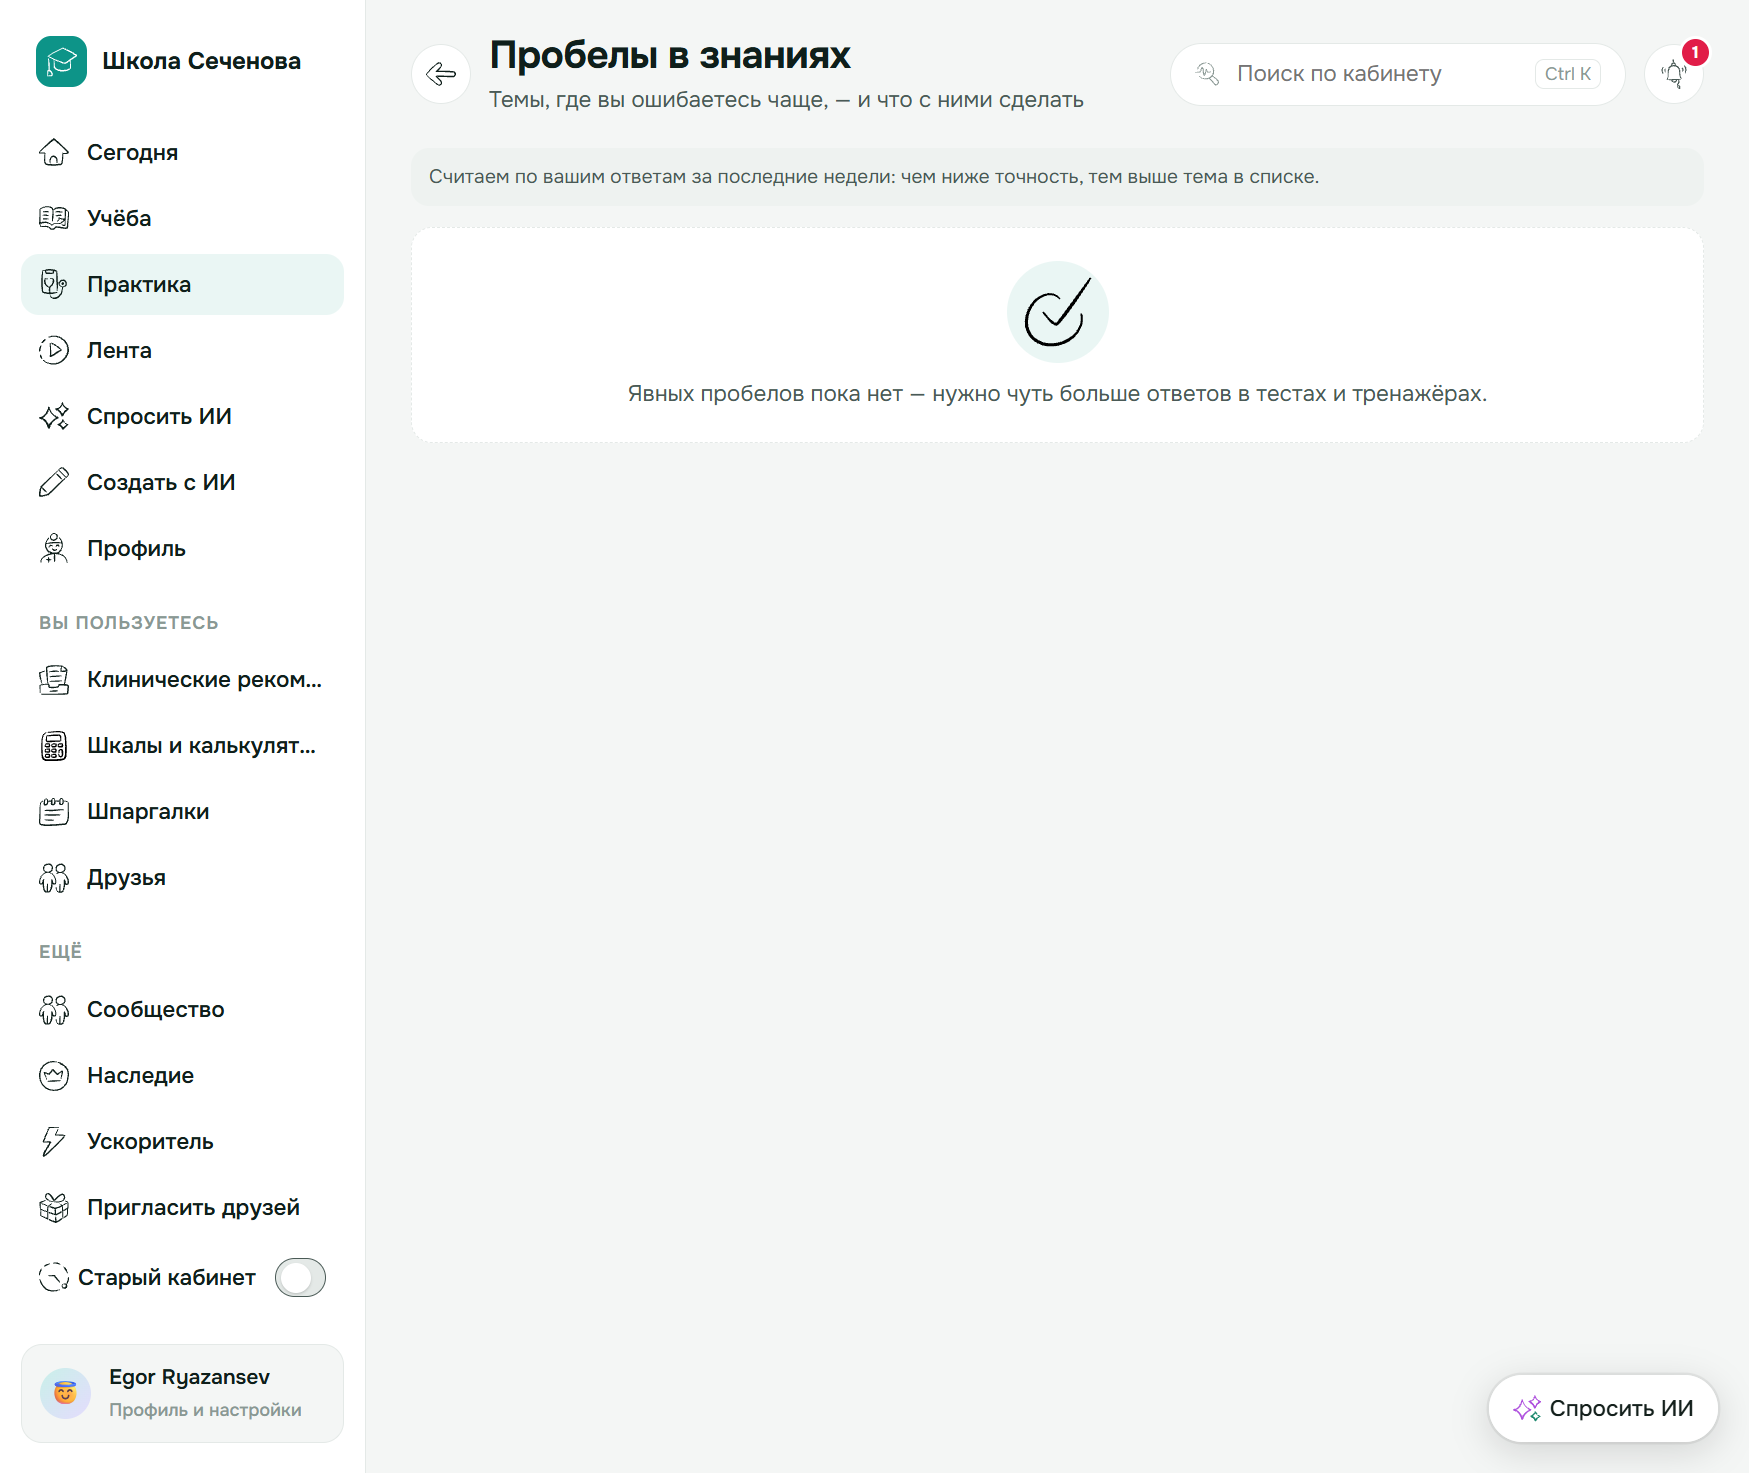 Школа Сеченова
Сегодня
Учёба
Практика
Лента
Спросить ИИ
Создать с ИИ
Профиль
ВЫ ПОЛЬЗУЕТЕСЬ
Клинические реком...
Шкалы и калькулят...
Шпаргалки
Друзья
ЕЩЁ
Сообщество
Наследие
Ускоритель
Пригласить друзей
Старый кабинет
Egor Ryazansev
Профиль и настройки
Пробелы в знаниях
Темы, где вы ошибаетесь чаще, — и что с ними сделать
Поиск по кабинету
Ctrl K
1
Считаем по вашим ответам за последние недели: чем ниже точность, тем выше тема в списке.
Явных пробелов пока нет — нужно чуть больше ответов в тестах и тренажёрах.
Спросить ИИ